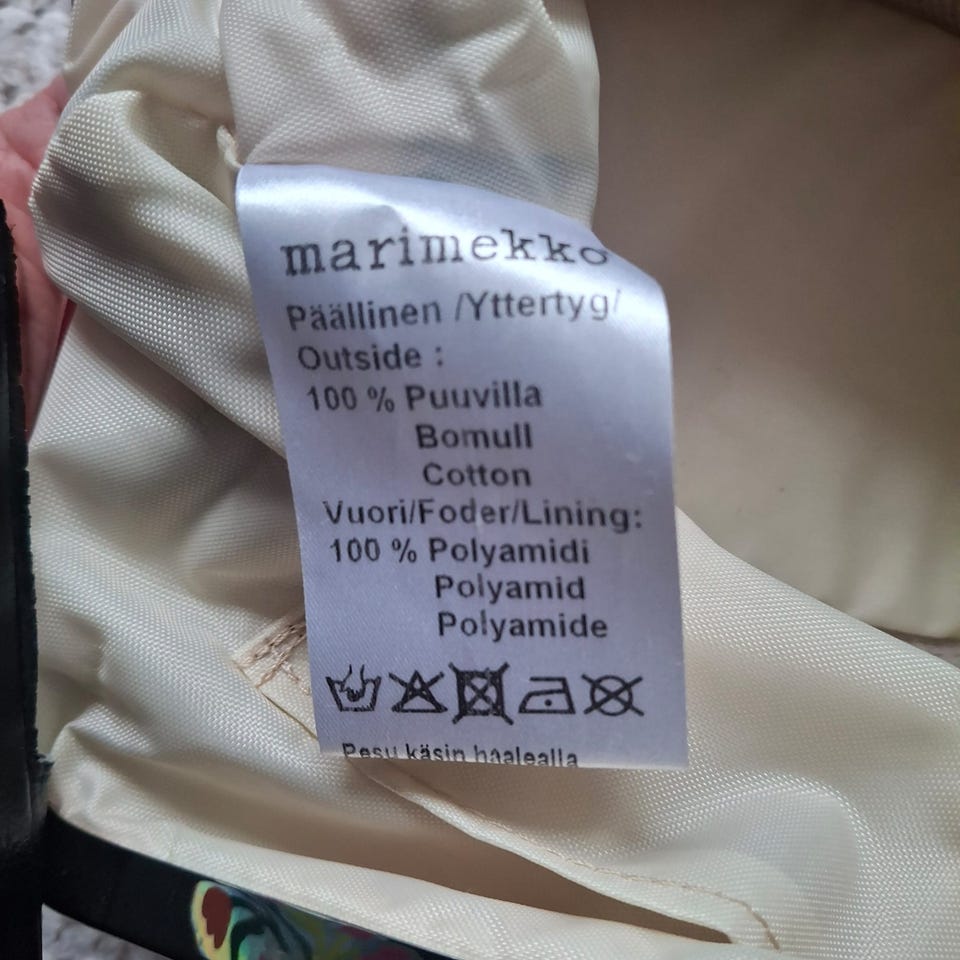 marimekko
Päällinen /Yttertyg/
Outside :
100 % Puuvilla
Bomull
Cotton
Vuori/Foder/Lining:
100 % Polyamidi
Polyamid
Polyamide
Pesu käsin haalealla